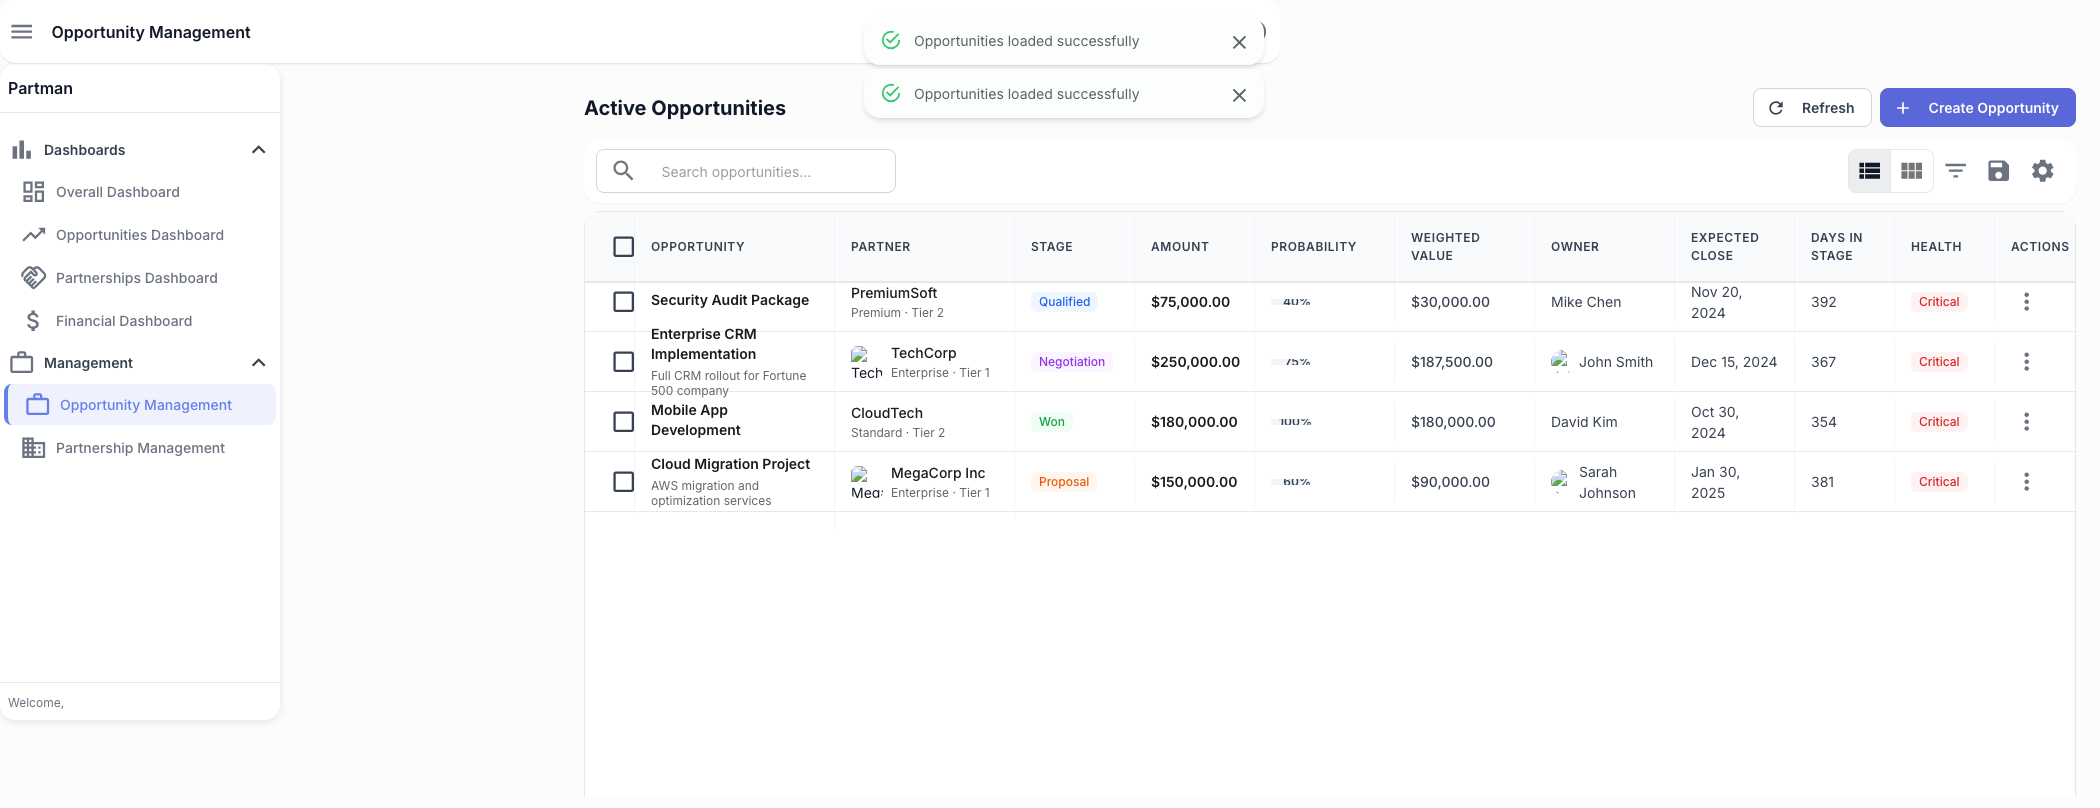 Opportunity Management
Opportunities loaded successfully
Opportunities loaded successfully
Partman
Dashboards
Overall Dashboard
Opportunities Dashboard
Partnerships Dashboard
Financial Dashboard
Management
Opportunity Management
Partnership Management
Welcome,
Active Opportunities
Refresh
Create Opportunity
Search opportunities...
OPPORTUNITY
PARTNER
STAGE
AMOUNT
PROBABILITY
WEIGHTED
VALUE
OWNER
EXPECTED
CLOSE
DAYS IN
STAGE
HEALTH
ACTIONS
Security Audit Package
PremiumSoft
Premium · Tier 2
Qualified
$75,000.00
40%
$30,000.00
Mike Chen
Nov 20,
2024
392
Critical
Enterprise CRM
Implementation
Full CRM rollout for Fortune
500 company
Tech
TechCorp
Enterprise · Tier 1
Negotiation
$250,000.00
75%
$187,500.00
John Smith
Dec 15, 2024
367
Critical
Mobile App
Development
CloudTech
Standard · Tier 2
Won
$180,000.00
100%
$180,000.00
David Kim
Oct 30,
2024
354
Critical
Cloud Migration Project
AWS migration and
optimization services
Mega
MegaCorp Inc
Enterprise · Tier 1
Proposal
$150,000.00
60%
$90,000.00
Sarah
Johnson
Jan 30,
2025
381
Critical